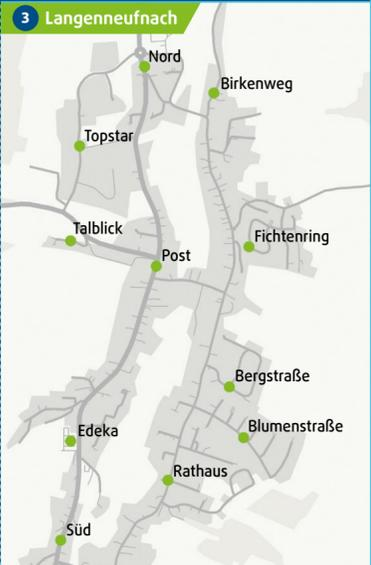 3 Langenneufnach
Nord
Birkenweg
Topstar
Talblick
Fichtenring
Post
Bergstraße
Blumenstraße
Edeka
Rathaus
Süd